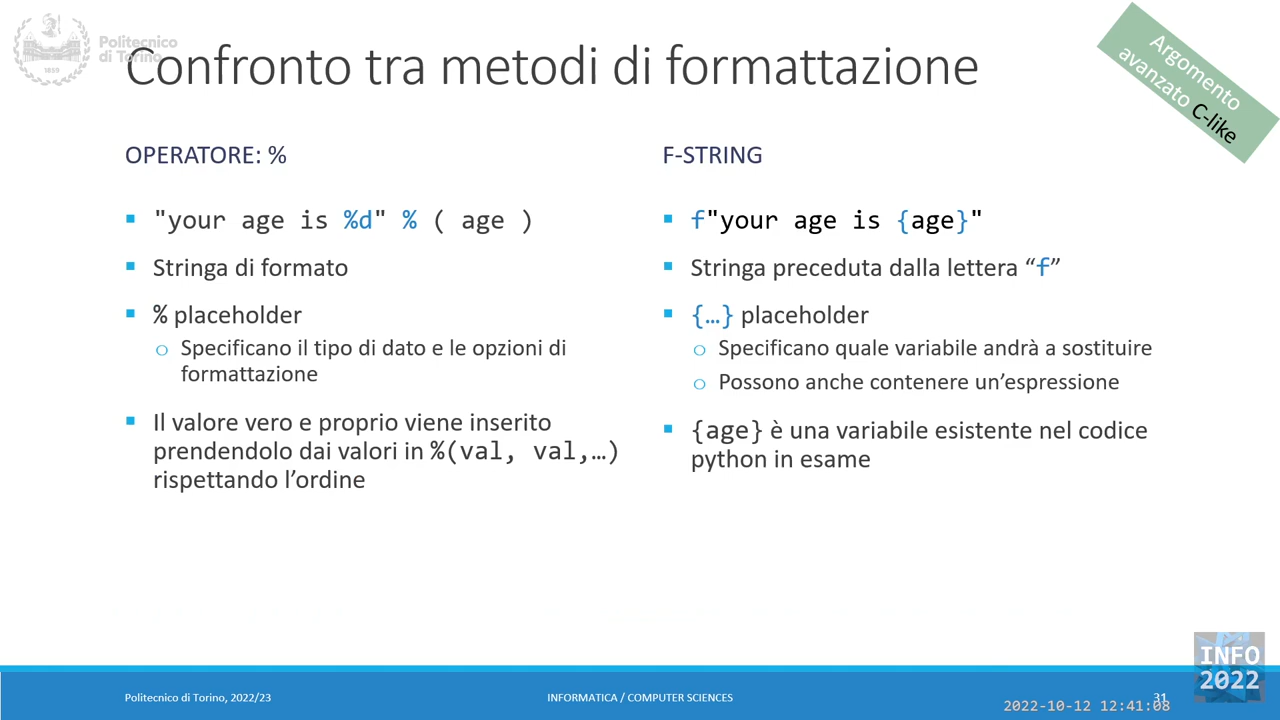 Politecnico
di Torino
1859
Confronto tra metodi di formattazione
Argomento
avanzato C-like
OPERATORE: %
"your age is %d" % ( age )
Stringa di formato
% placeholder
Specificano il tipo di dato e le opzioni di
formattazione
Il valore vero e proprio viene inserito
prendendolo dai valori in %(val, val,…)
rispettando l’ordine
F-STRING
f"your age is {age}"
Stringa preceduta dalla lettera “f”
{…} placeholder
Specificano quale variabile andrà a sostituire
Possono anche contenere un’espressione
{age} è una variabile esistente nel codice
python in esame
INFO
2022
Politecnico di Torino, 2022/23
INFORMATICA / COMPUTER SCIENCES
31
2022-10-12 12:41:08